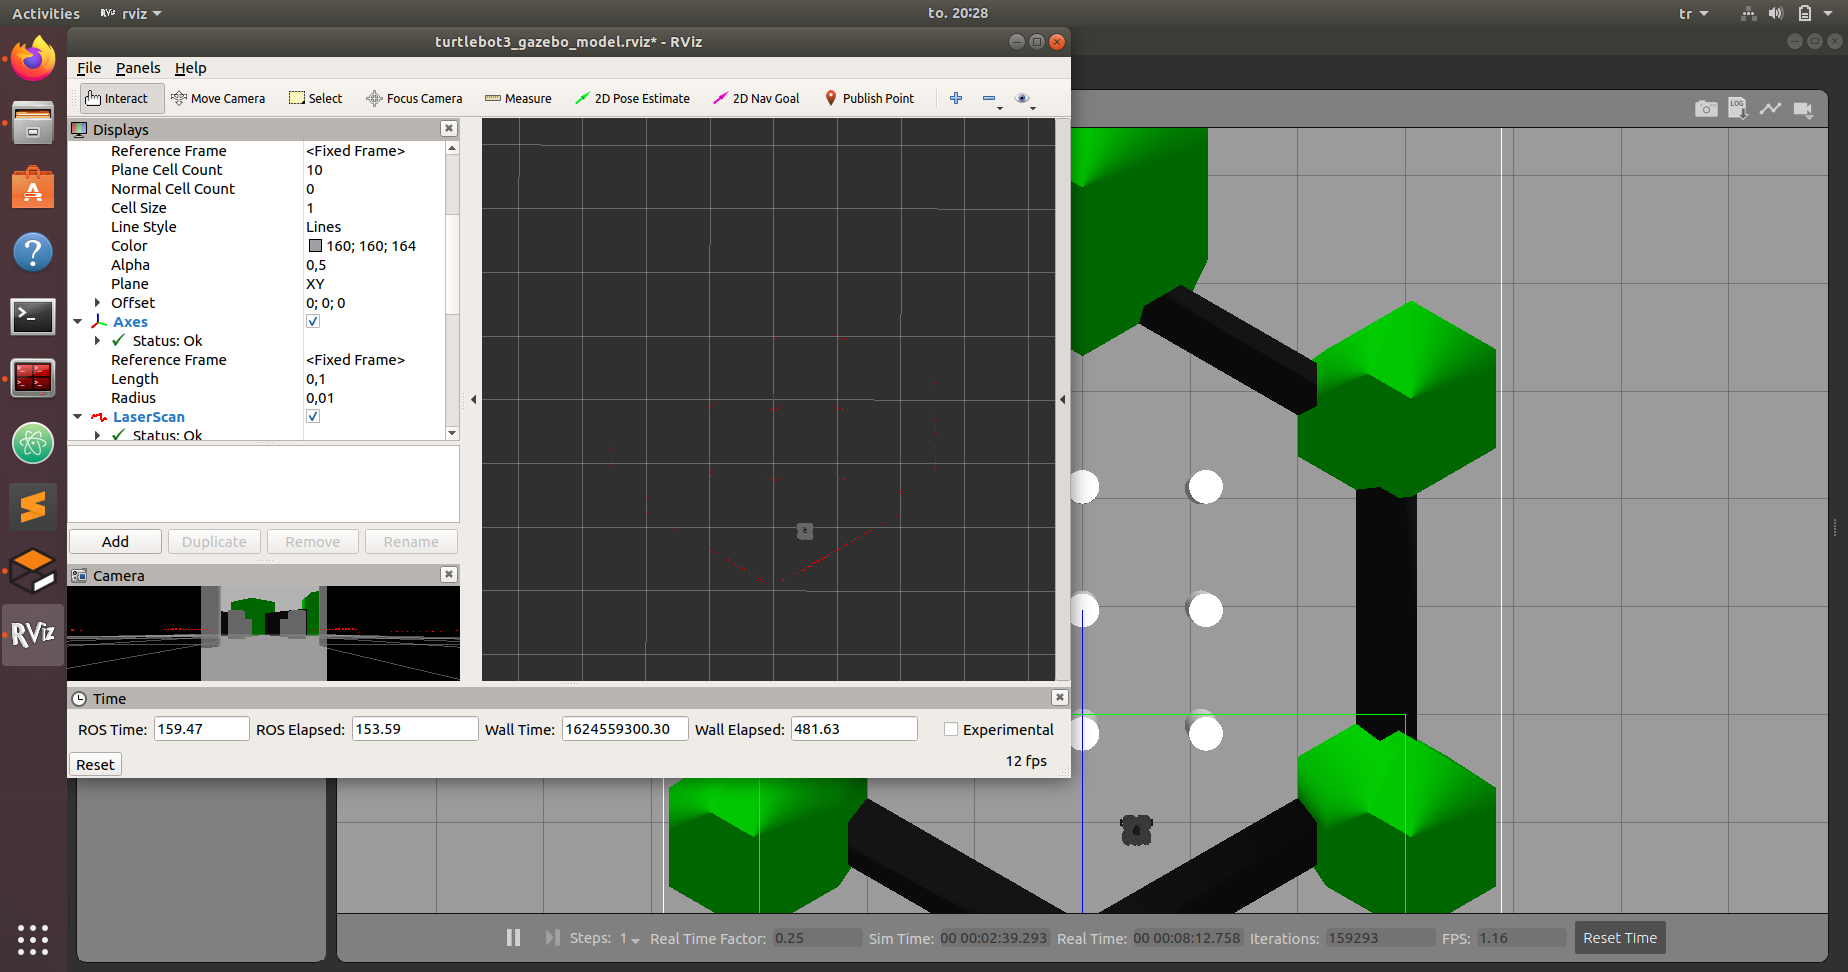 Activities
rviz
to. 20:28
tr
turtlebot3_gazebo_model.rviz* - RViz
File Panels Help
Interact Move Camera Select Focus Camera Measure 2D Pose Estimate 2D Nav Goal Publish Point
LOG
Displays
Reference Frame <Fixed Frame>
Plane Cell Count 10
Normal Cell Count 0
Cell Size 1
Line Style Lines
Color 160; 160; 164
Alpha 0,5
Plane XY
Offset 0; 0; 0
Axes
Status: Ok
Reference Frame <Fixed Frame>
Length 0,1
Radius 0,01
LaserScan
Status: Ok
Add Duplicate Remove Rename
Camera
RViz
Time
ROS Time: 159.47 ROS Elapsed: 153.59 Wall Time: 1624559300.30 Wall Elapsed: 481.63 Experimental
Reset 12 fps
Steps: 1 Real Time Factor: 0.25 Sim Time: 00 00:02:39.293 Real Time: 00 00:08:12.758 Iterations: 159293 FPS: 1.16 Reset Time